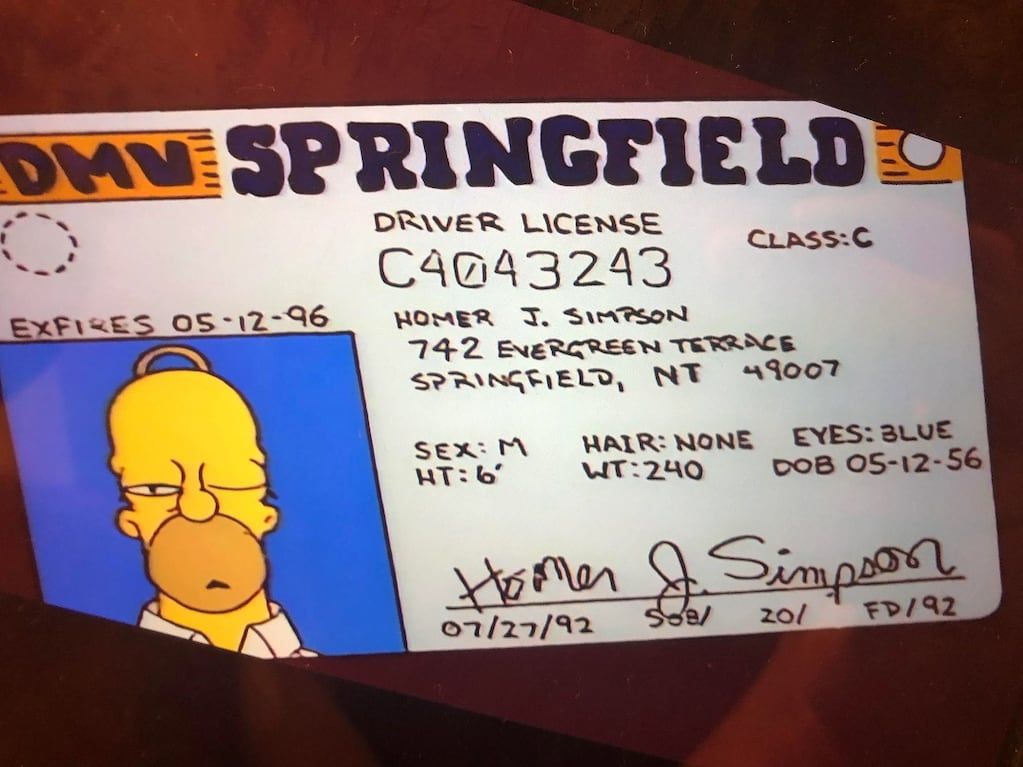 DMV SPRINGFIELD
DRIVER LICENSE
CLASS:C
C4043243
EXPIRES 05-12-96
HOMER J. SIMPSON
742 EVERGREEN TERRACE
SPRINGFIELD, NT 49007
SEX: M HAIR: NONE EYES: BLUE
HT: 6' WT: 240 DOB 05-12-56
Homer J. Simpson
07/27/92 508/ 20/ FD/92